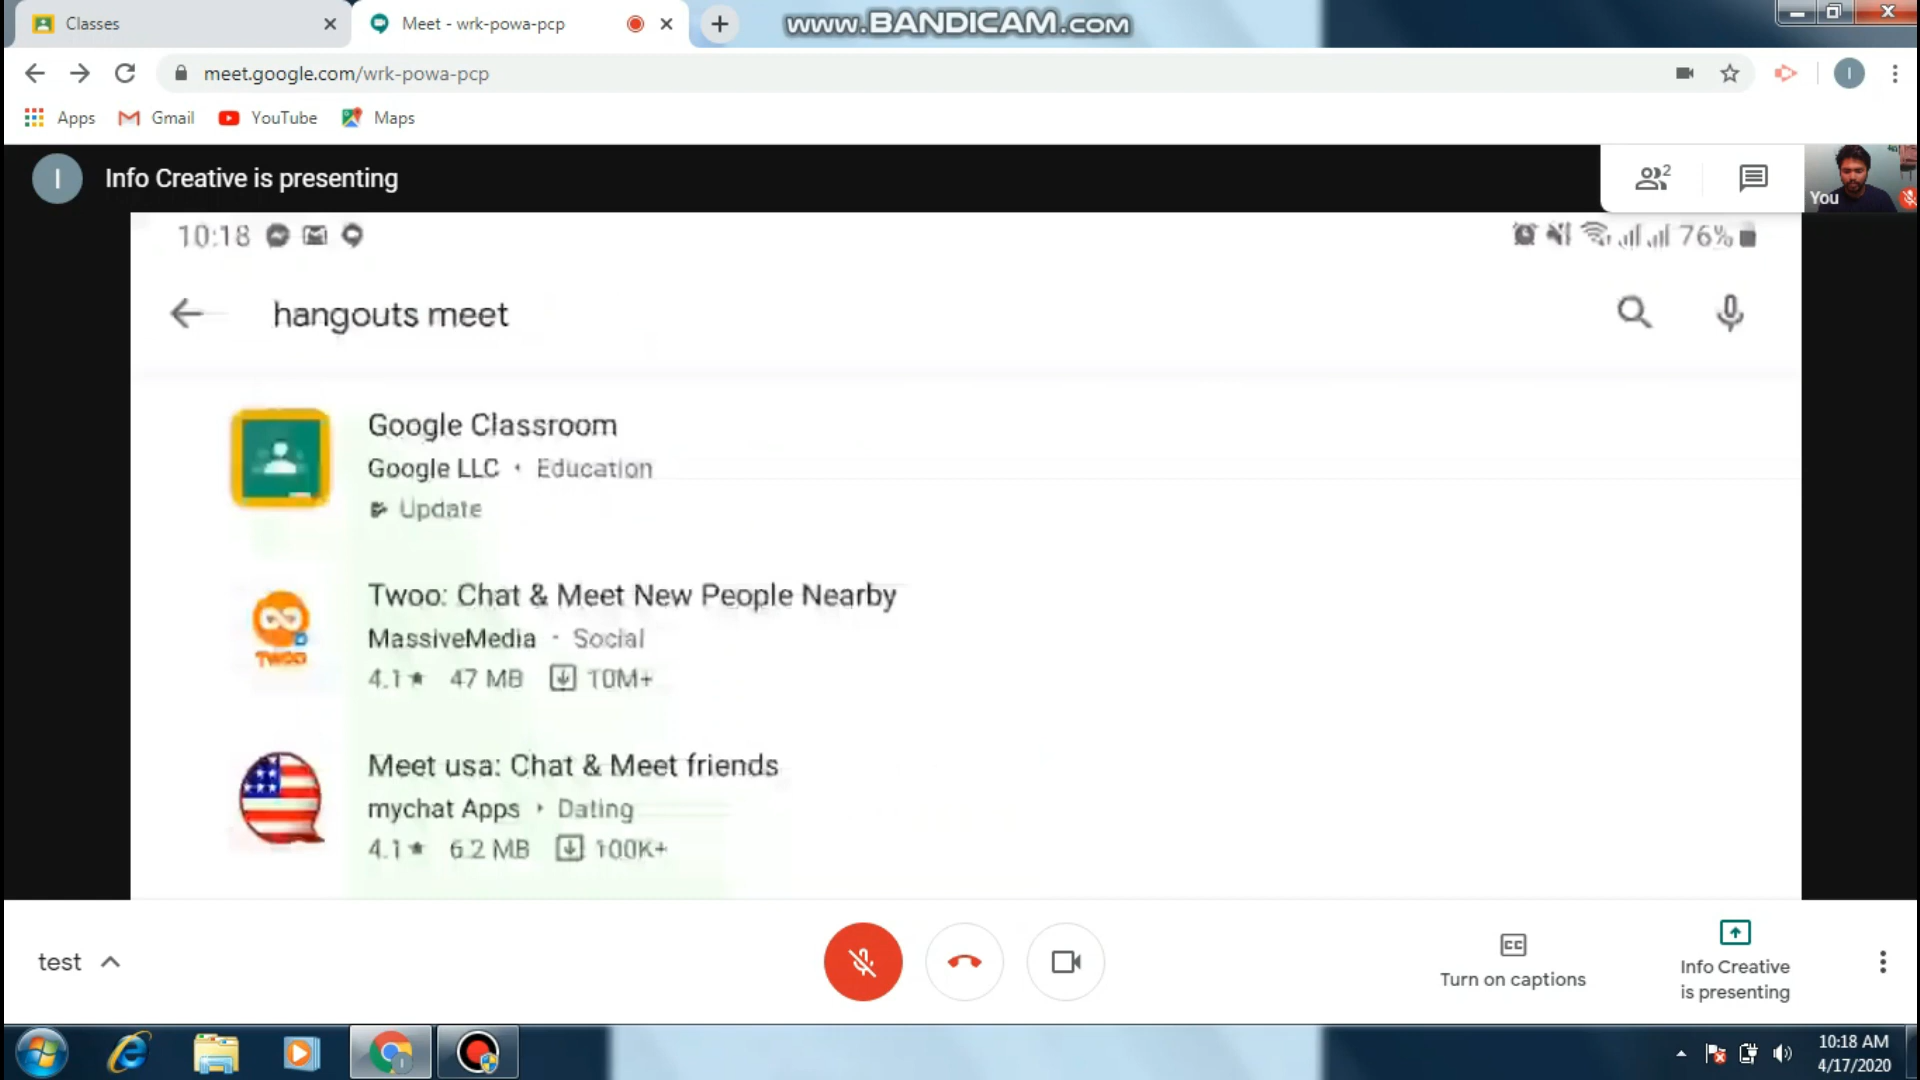 Classes
Meet - wrk-powa-pcp
www.BANDICAM.com
meet.google.com/wrk-powa-pcp
Apps
Gmail
YouTube
Maps
I
Info Creative is presenting
2
You
10:18
76%
hangouts meet
Google Classroom
Google LLC • Education
Update
Twoo: Chat & Meet New People Nearby
MassiveMedia • Social
TWOO
4.1★ 47 MB 10M+
Meet usa: Chat & Meet friends
mychat Apps • Dating
4.1★ 6.2 MB 100K+
test
CC
Turn on captions
Info Creative
is presenting
10:18 AM
4/17/2020